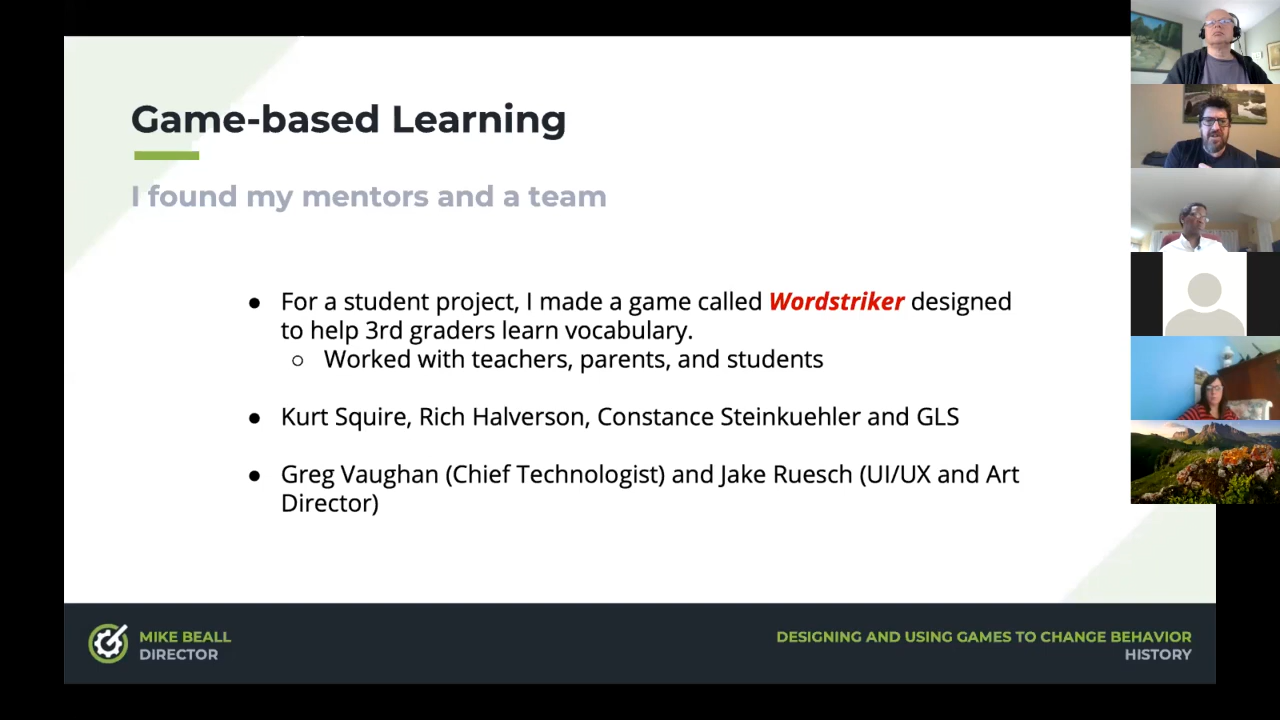 Game-based Learning
I found my mentors and a team
● For a student project, I made a game called Wordstriker designed
to help 3rd graders learn vocabulary.
○ Worked with teachers, parents, and students
● Kurt Squire, Rich Halverson, Constance Steinkuehler and GLS
● Greg Vaughan (Chief Technologist) and Jake Ruesch (UI/UX and Art
Director)
MIKE BEALL
DIRECTOR
DESIGNING AND USING GAMES TO CHANGE BEHAVIOR
HISTORY